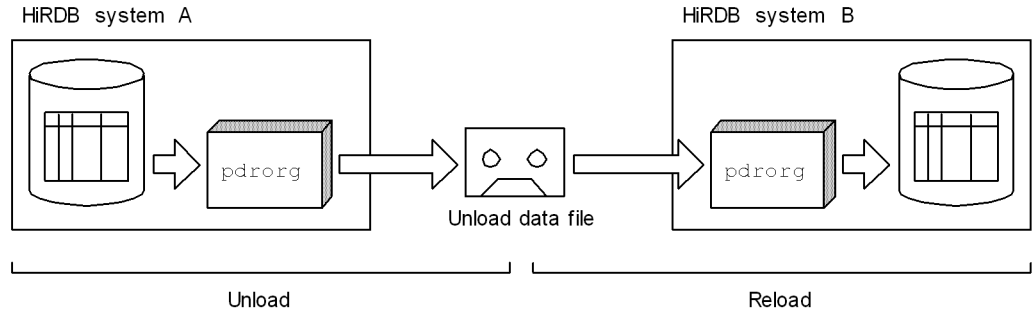 HiRDB system A
HiRDB system B
pdrorg
pdrorg
Unload data file
Unload
Reload